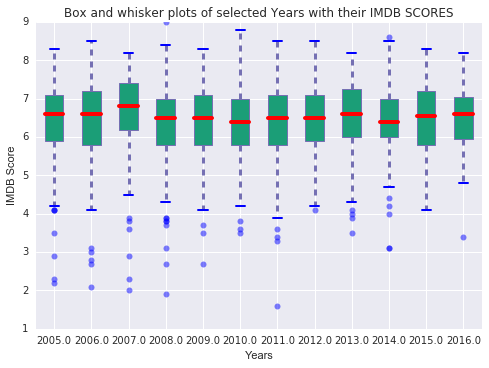 Box and whisker plots of selected Years with their IMDB SCORES
9
8
7
6
5
4
3
2
1
IMDB Score
2005.0 2006.0 2007.0 2008.0 2009.0 2010.0 2011.0 2012.0 2013.0 2014.0 2015.0 2016.0
Years